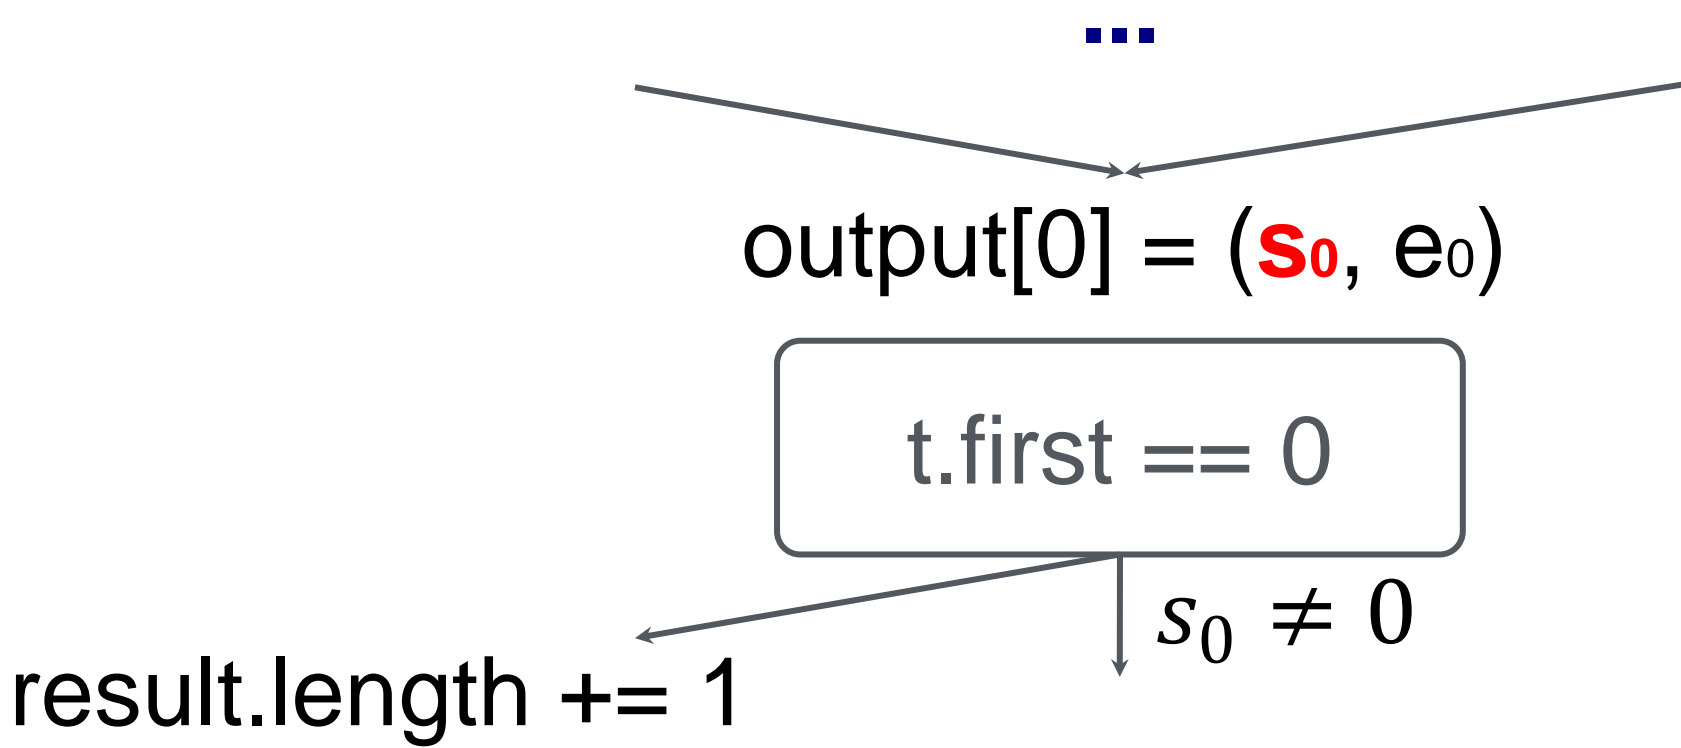 ...
output[0] = (s₀, e₀)
t.first == 0
s₀ ≠ 0
result.length += 1